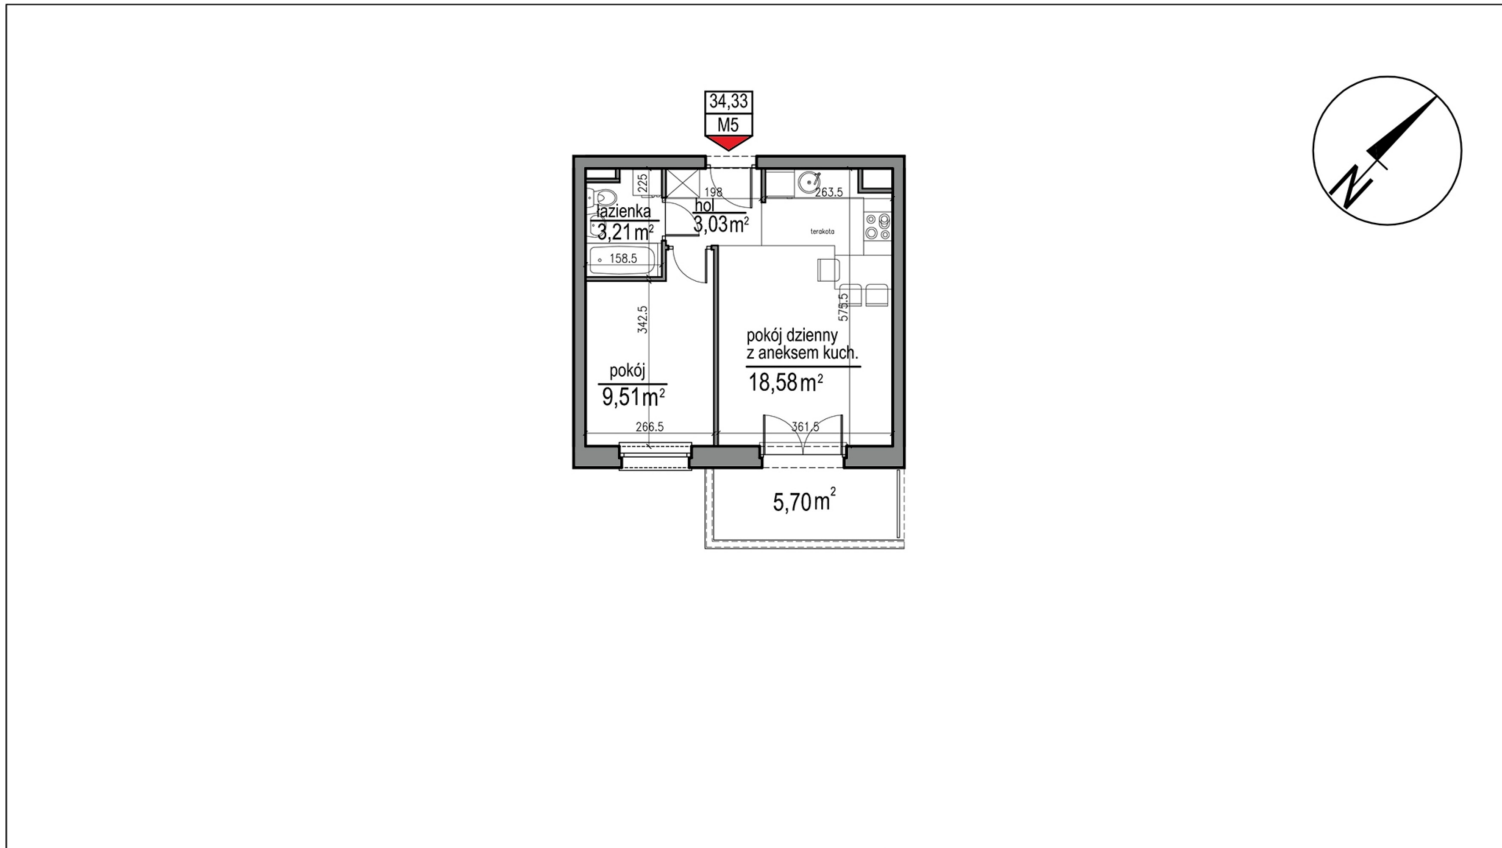 34,33
M5
N
225
198
263.5
łazienka
3,21 m²
hol
3,03 m²
terakota
158.5
342.5
575.5
pokój dzienny
z aneksem kuch.
18,58 m²
pokój
9,51 m²
266.5
361.5
5,70 m²